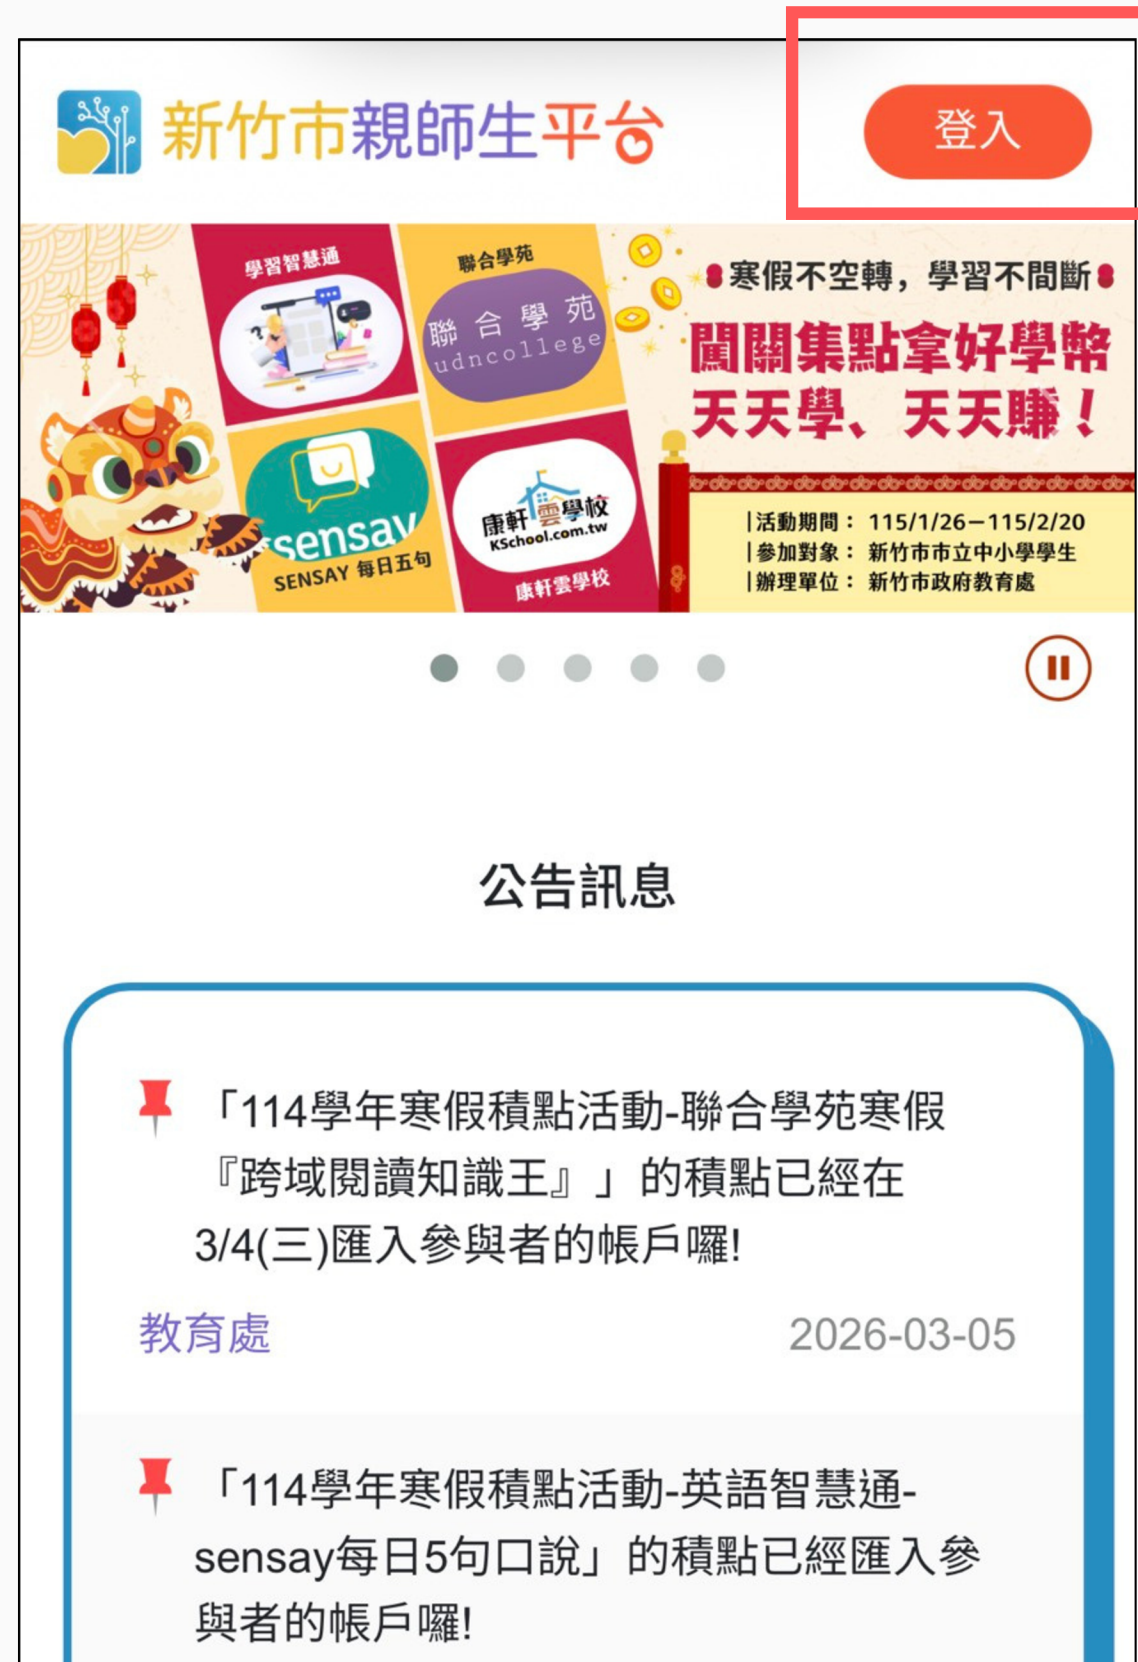 新竹市親師生平台
登入
學習智慧通
聯合學苑
聯合學苑
udncollege
sensay
SENSAY 每日五句
康軒雲學校
KSchool.com.tw
康軒雲學校
寒假不空轉，學習不間斷
闖關集點拿好學幣
天天學、天天賺！
|活動期間： 115/1/26－115/2/20
|參加對象： 新竹市市立中小學學生
|辦理單位： 新竹市政府教育處
公告訊息
「114學年寒假積點活動-聯合學苑寒假
『跨域閱讀知識王』」的積點已經在
3/4(三)匯入參與者的帳戶囉!
教育處
2026-03-05
「114學年寒假積點活動-英語智慧通-
sensay每日5句口說」的積點已經匯入參
與者的帳戶囉!